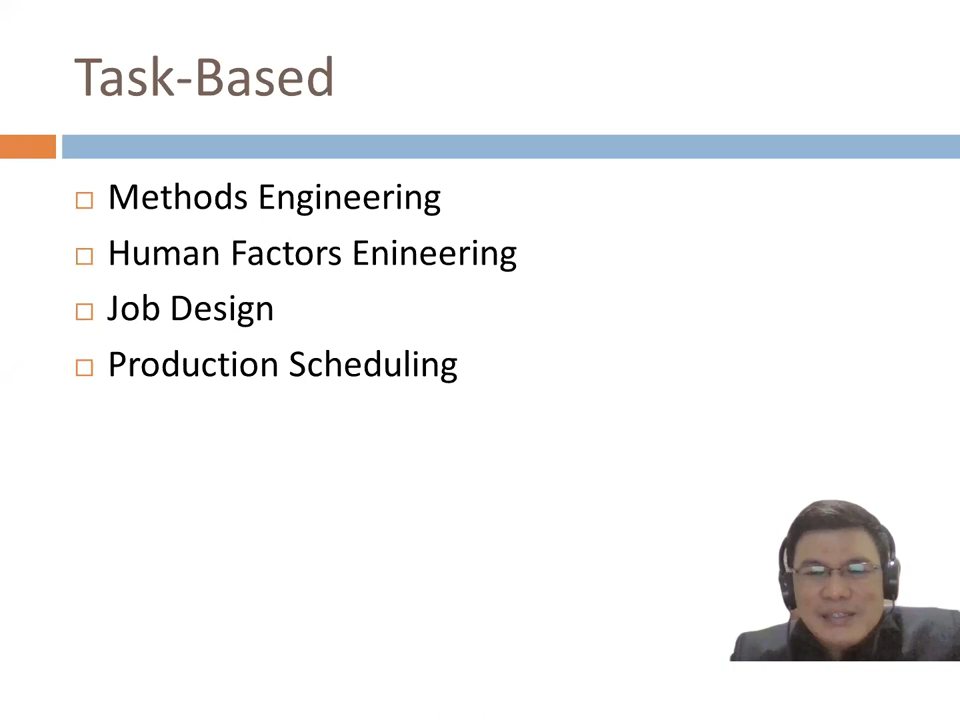 Task-Based
Methods Engineering
Human Factors Enineering
Job Design
Production Scheduling